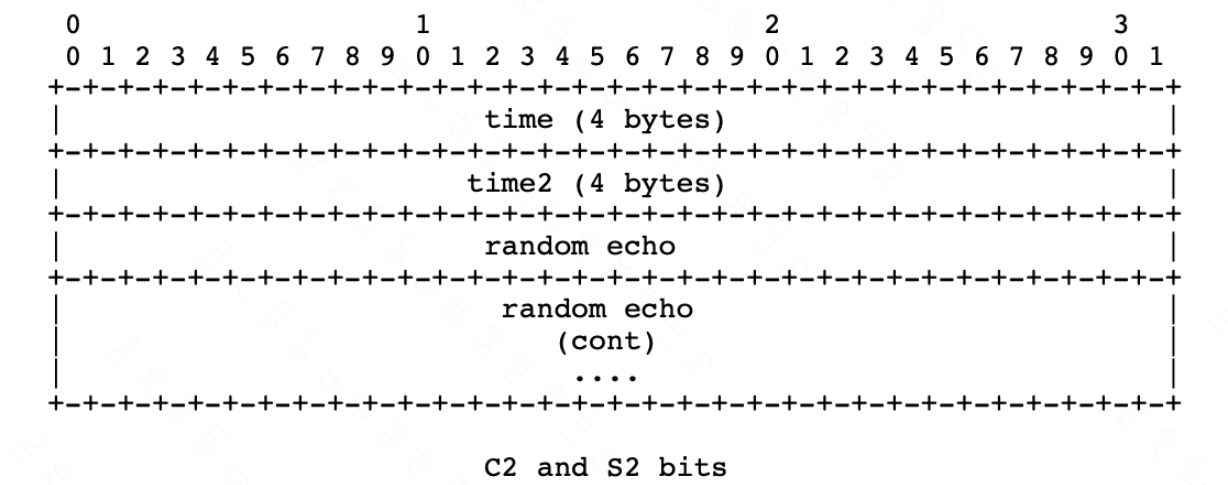 0                   1                   2                   3
0 1 2 3 4 5 6 7 8 9 0 1 2 3 4 5 6 7 8 9 0 1 2 3 4 5 6 7 8 9 0 1
+-+-+-+-+-+-+-+-+-+-+-+-+-+-+-+-+-+-+-+-+-+-+-+-+-+-+-+-+-+-+-+-+
| time (4 bytes) |
+-+-+-+-+-+-+-+-+-+-+-+-+-+-+-+-+-+-+-+-+-+-+-+-+-+-+-+-+-+-+-+-+
| time2 (4 bytes) |
+-+-+-+-+-+-+-+-+-+-+-+-+-+-+-+-+-+-+-+-+-+-+-+-+-+-+-+-+-+-+-+-+
| random echo |
+-+-+-+-+-+-+-+-+-+-+-+-+-+-+-+-+-+-+-+-+-+-+-+-+-+-+-+-+-+-+-+-+
| random echo |
| (cont) |
| .... |
+-+-+-+-+-+-+-+-+-+-+-+-+-+-+-+-+-+-+-+-+-+-+-+-+-+-+-+-+-+-+-+-+
C2 and S2 bits